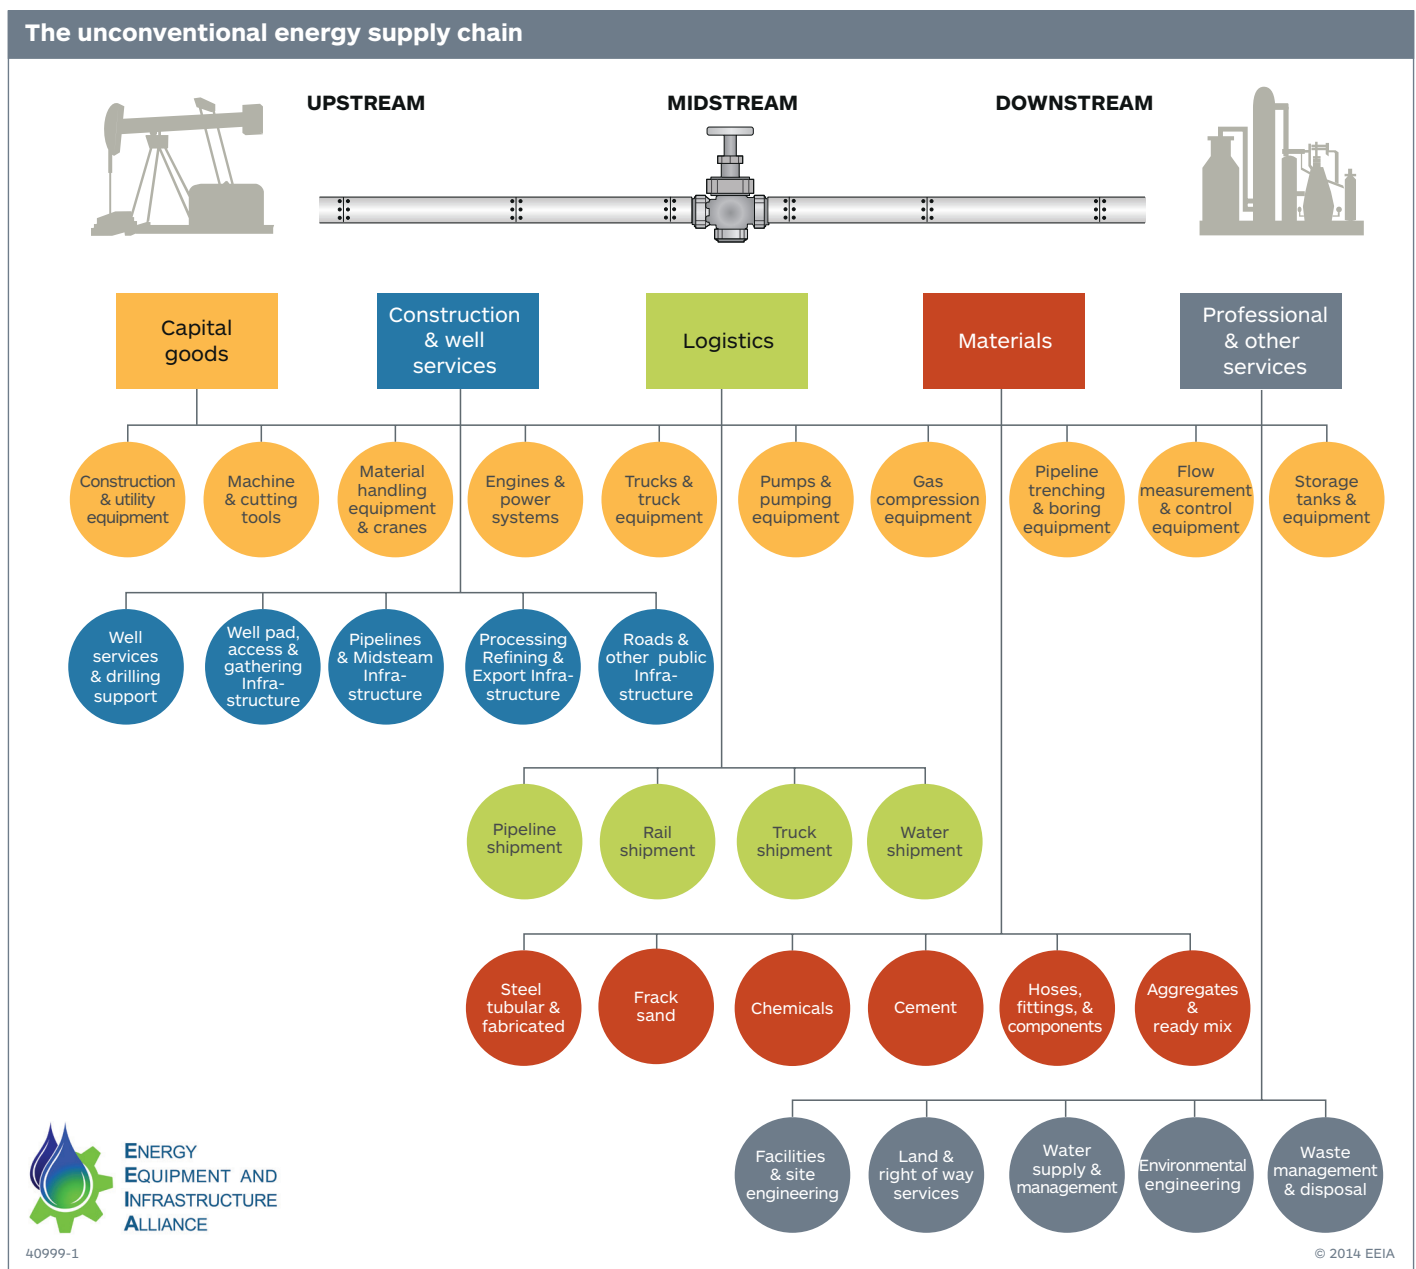 The unconventional energy supply chain
UPSTREAM
MIDSTREAM
DOWNSTREAM
Capital
goods
Construction
& well
services
Logistics
Materials
Professional
& other
services
Construction
& utility
equipment
Machine
& cutting
tools
Material
handling
equipment
& cranes
Engines &
power
systems
Trucks &
truck
equipment
Pumps &
pumping
equipment
Gas
compression
equipment
Pipeline
trenching
& boring
equipment
Flow
measurement
& control
equipment
Storage
tanks &
equipment
Well
services
& drilling
support
Well pad,
access &
gathering
Infra-
structure
Pipelines
& Midsteam
Infra-
structure
Processing
Refining &
Export Infra-
structure
Roads &
other public
Infra-
structure
Pipeline
shipment
Rail
shipment
Truck
shipment
Water
shipment
Steel
tubular &
fabricated
Frack
sand
Chemicals
Cement
Hoses,
fittings, &
components
Aggregates
&
ready mix
Facilities
& site
engineering
Land &
right of way
services
Water
supply &
management
Environmental
engineering
Waste
management
& disposal
ENERGY
EQUIPMENT AND
INFRASTRUCTURE
ALLIANCE
40999-1
© 2014 EEIA